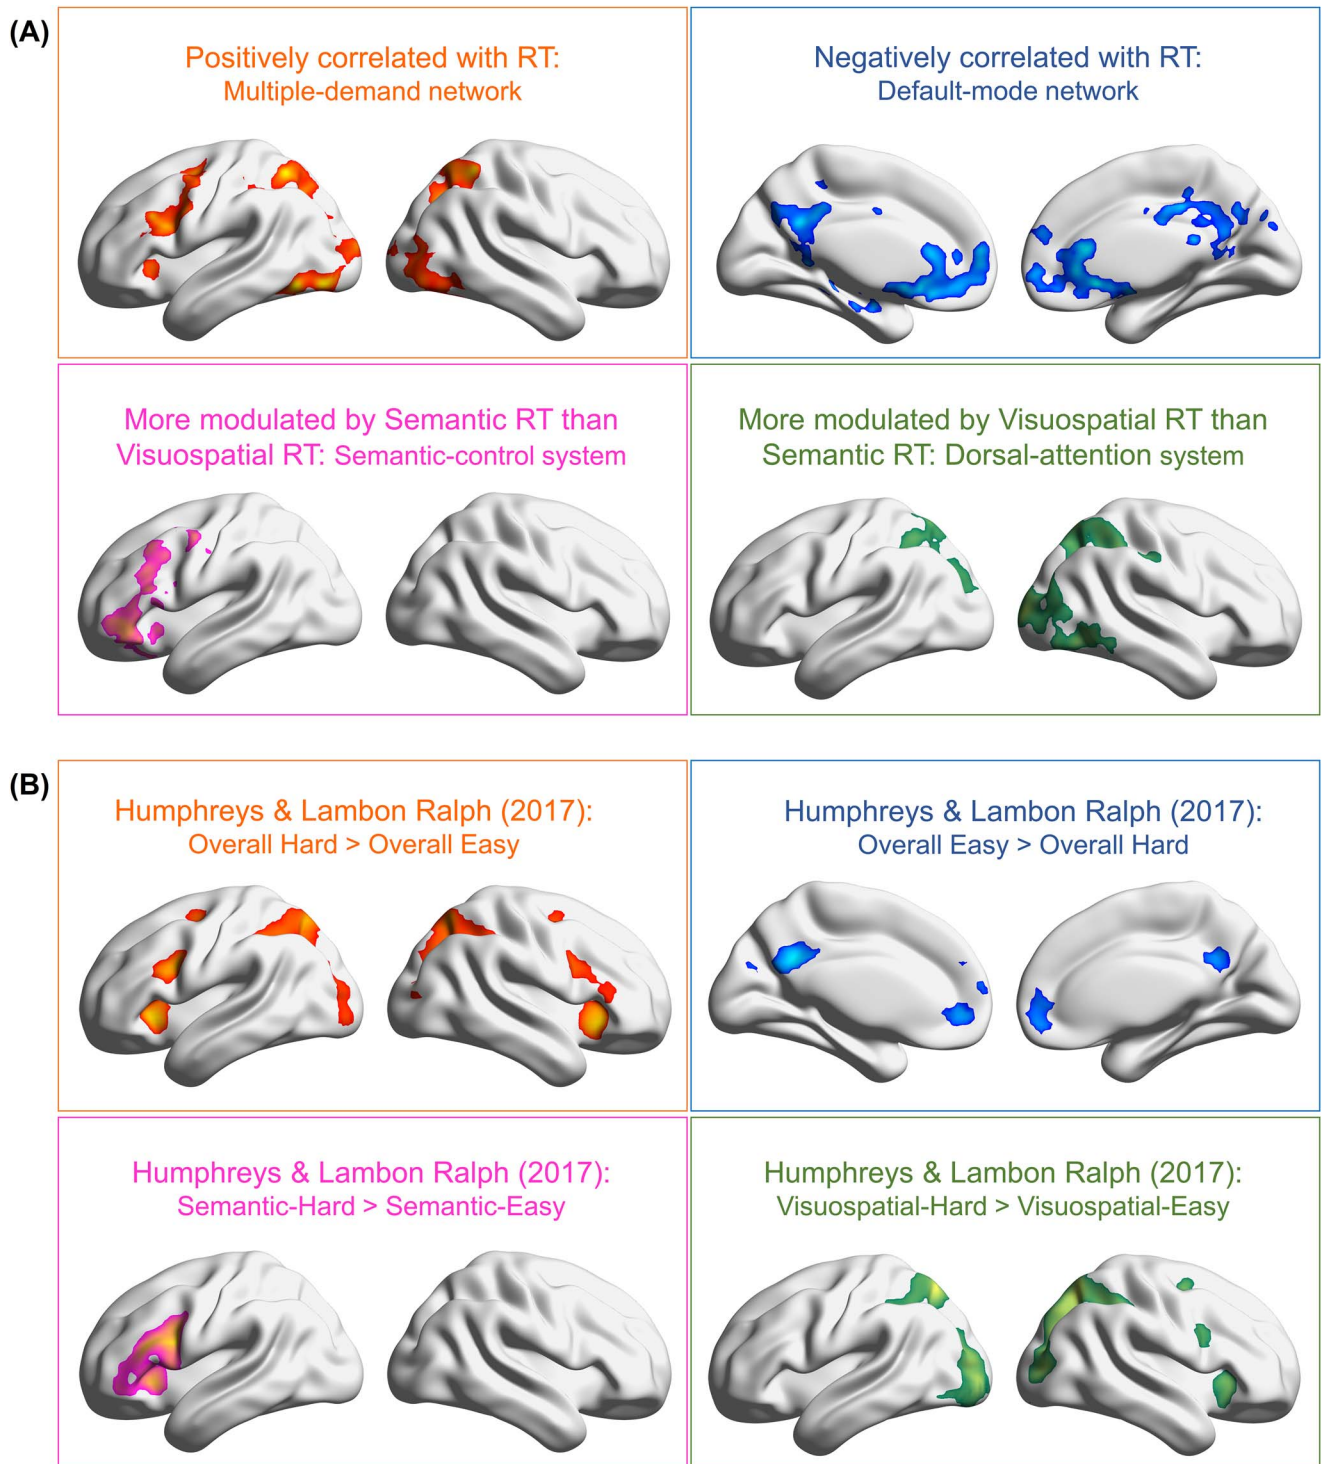 (A)
Positively correlated with RT:
Multiple-demand network
Negatively correlated with RT:
Default-mode network
More modulated by Semantic RT than
Visuospatial RT: Semantic-control system
More modulated by Visuospatial RT than
Semantic RT: Dorsal-attention system
(B)
Humphreys & Lambon Ralph (2017):
Overall Hard > Overall Easy
Humphreys & Lambon Ralph (2017):
Overall Easy > Overall Hard
Humphreys & Lambon Ralph (2017):
Semantic-Hard > Semantic-Easy
Humphreys & Lambon Ralph (2017):
Visuospatial-Hard > Visuospatial-Easy